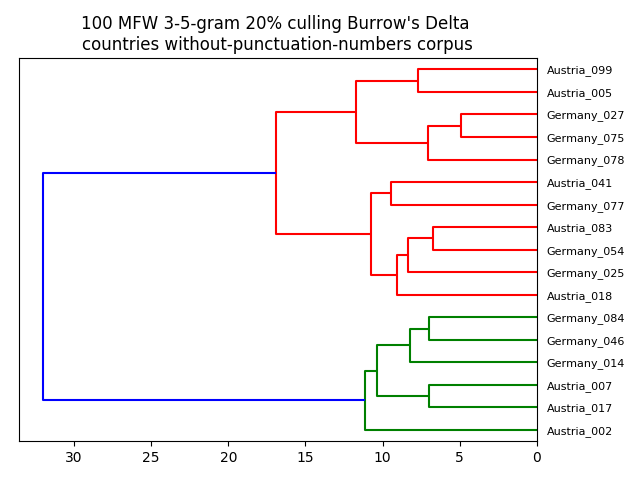 100 MFW 3-5-gram 20% culling Burrow's Delta
countries without-punctuation-numbers corpus
Austria_099
Austria_005
Germany_027
Germany_075
Germany_078
Austria_041
Germany_077
Austria_083
Germany_054
Germany_025
Austria_018
Germany_084
Germany_046
Germany_014
Austria_007
Austria_017
Austria_002
30 25 20 15 10 5 0